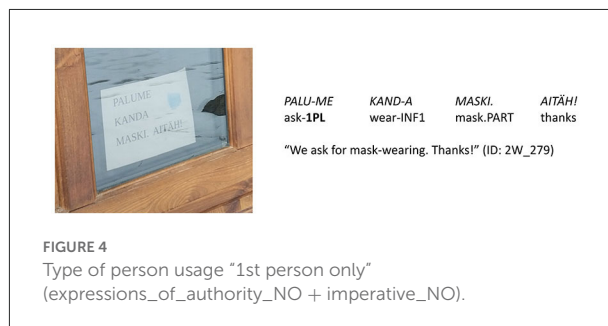 PALUME
KANDA
MASKI. AITÄH!
PALU-ME KAND-A MASKI. AITÄH!
ask-1PL wear-INF1 mask.PART thanks
“We ask for mask-wearing. Thanks!” (ID: 2W_279)
FIGURE 4
Type of person usage “1st person only”
(expressions_of_authority_NO + imperative_NO).